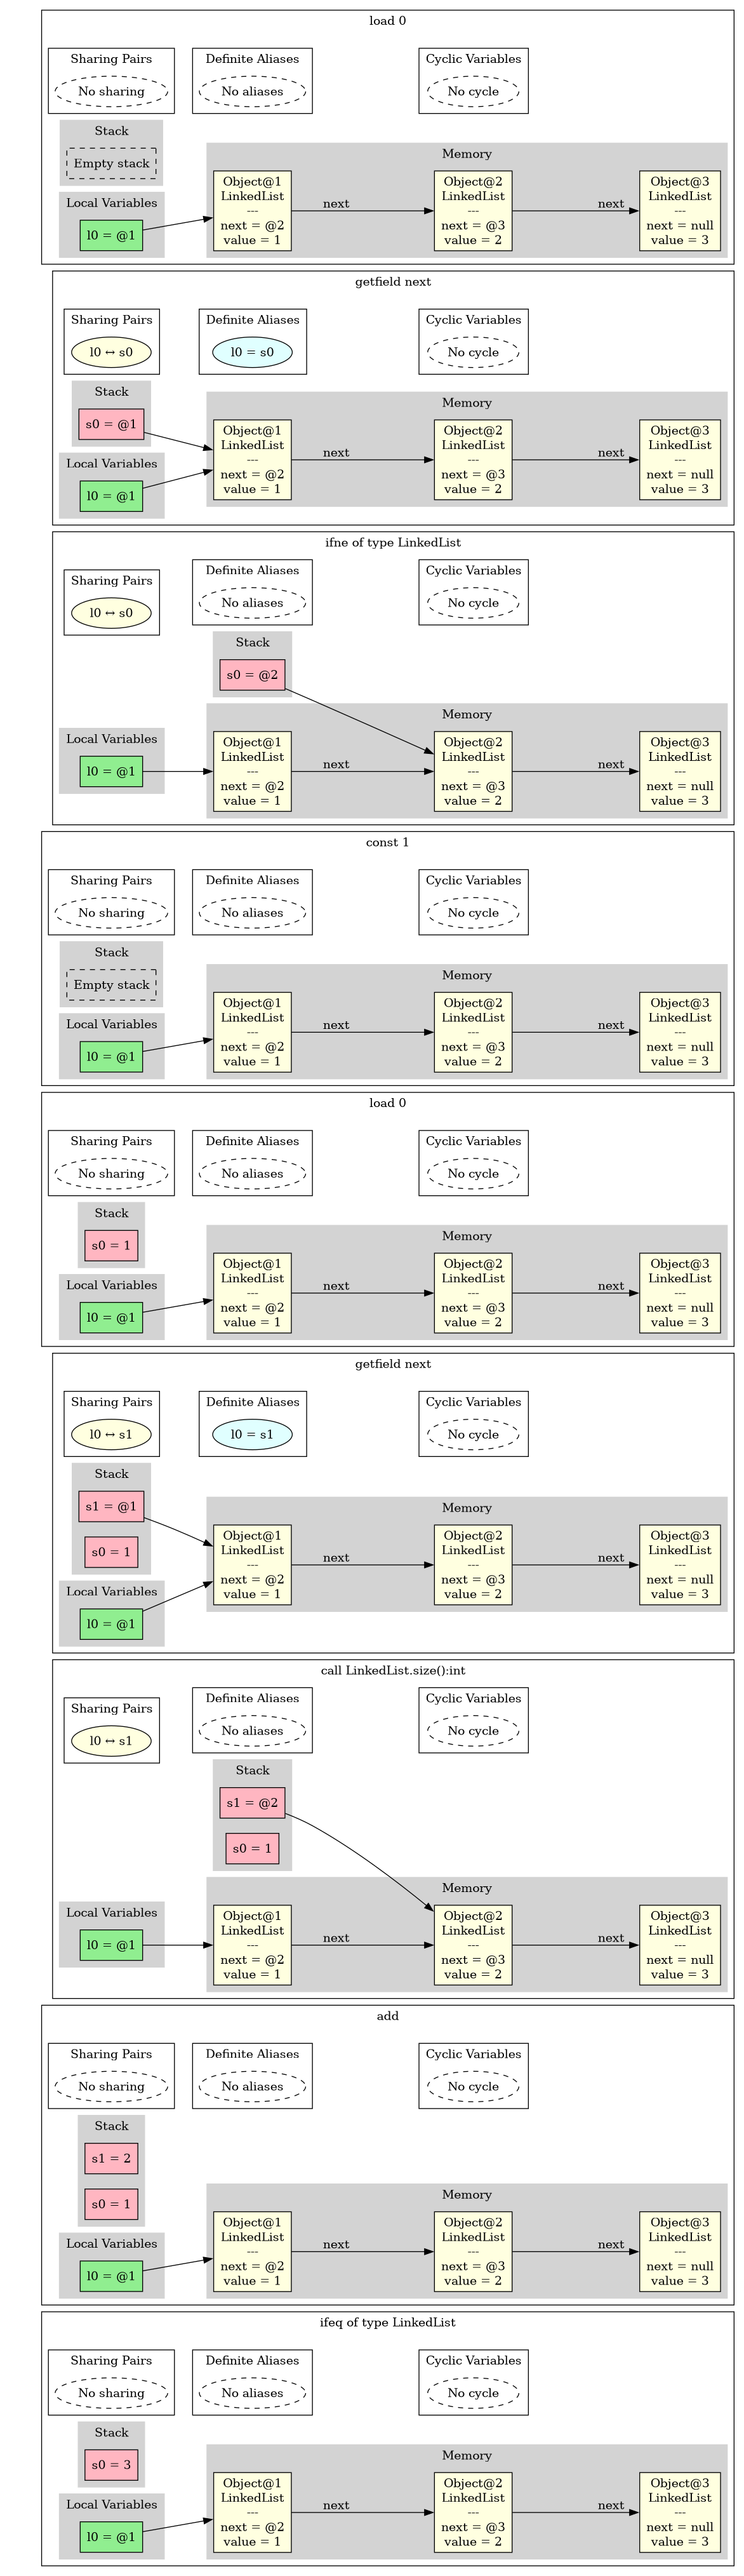 load 0
Sharing Pairs
No sharing
Definite Aliases
No aliases
Cyclic Variables
No cycle
Stack
Empty stack
Local Variables
l0 = @1
Memory
Object@1
LinkedList
---
next = @2
value = 1
next
Object@2
LinkedList
---
next = @3
value = 2
next
Object@3
LinkedList
---
next = null
value = 3
getfield next
Sharing Pairs
l0 ↔ s0
Definite Aliases
l0 = s0
Cyclic Variables
No cycle
Stack
s0 = @1
Local Variables
l0 = @1
Memory
Object@1
LinkedList
---
next = @2
value = 1
next
Object@2
LinkedList
---
next = @3
value = 2
next
Object@3
LinkedList
---
next = null
value = 3
ifne of type LinkedList
Sharing Pairs
l0 ↔ s0
Definite Aliases
No aliases
Cyclic Variables
No cycle
Stack
s0 = @2
Local Variables
l0 = @1
Memory
Object@1
LinkedList
---
next = @2
value = 1
next
Object@2
LinkedList
---
next = @3
value = 2
next
Object@3
LinkedList
---
next = null
value = 3
const 1
Sharing Pairs
No sharing
Definite Aliases
No aliases
Cyclic Variables
No cycle
Stack
Empty stack
Local Variables
l0 = @1
Memory
Object@1
LinkedList
---
next = @2
value = 1
next
Object@2
LinkedList
---
next = @3
value = 2
next
Object@3
LinkedList
---
next = null
value = 3
load 0
Sharing Pairs
No sharing
Definite Aliases
No aliases
Cyclic Variables
No cycle
Stack
s0 = 1
Local Variables
l0 = @1
Memory
Object@1
LinkedList
---
next = @2
value = 1
next
Object@2
LinkedList
---
next = @3
value = 2
next
Object@3
LinkedList
---
next = null
value = 3
getfield next
Sharing Pairs
l0 ↔ s1
Definite Aliases
l0 = s1
Cyclic Variables
No cycle
Stack
s1 = @1
s0 = 1
Local Variables
l0 = @1
Memory
Object@1
LinkedList
---
next = @2
value = 1
next
Object@2
LinkedList
---
next = @3
value = 2
next
Object@3
LinkedList
---
next = null
value = 3
call LinkedList.size():int
Sharing Pairs
l0 ↔ s1
Definite Aliases
No aliases
Cyclic Variables
No cycle
Stack
s1 = @2
s0 = 1
Local Variables
l0 = @1
Memory
Object@1
LinkedList
---
next = @2
value = 1
next
Object@2
LinkedList
---
next = @3
value = 2
next
Object@3
LinkedList
---
next = null
value = 3
add
Sharing Pairs
No sharing
Definite Aliases
No aliases
Cyclic Variables
No cycle
Stack
s1 = 2
s0 = 1
Local Variables
l0 = @1
Memory
Object@1
LinkedList
---
next = @2
value = 1
next
Object@2
LinkedList
---
next = @3
value = 2
next
Object@3
LinkedList
---
next = null
value = 3
ifeq of type LinkedList
Sharing Pairs
No sharing
Definite Aliases
No aliases
Cyclic Variables
No cycle
Stack
s0 = 3
Local Variables
l0 = @1
Memory
Object@1
LinkedList
---
next = @2
value = 1
next
Object@2
LinkedList
---
next = @3
value = 2
next
Object@3
LinkedList
---
next = null
value = 3